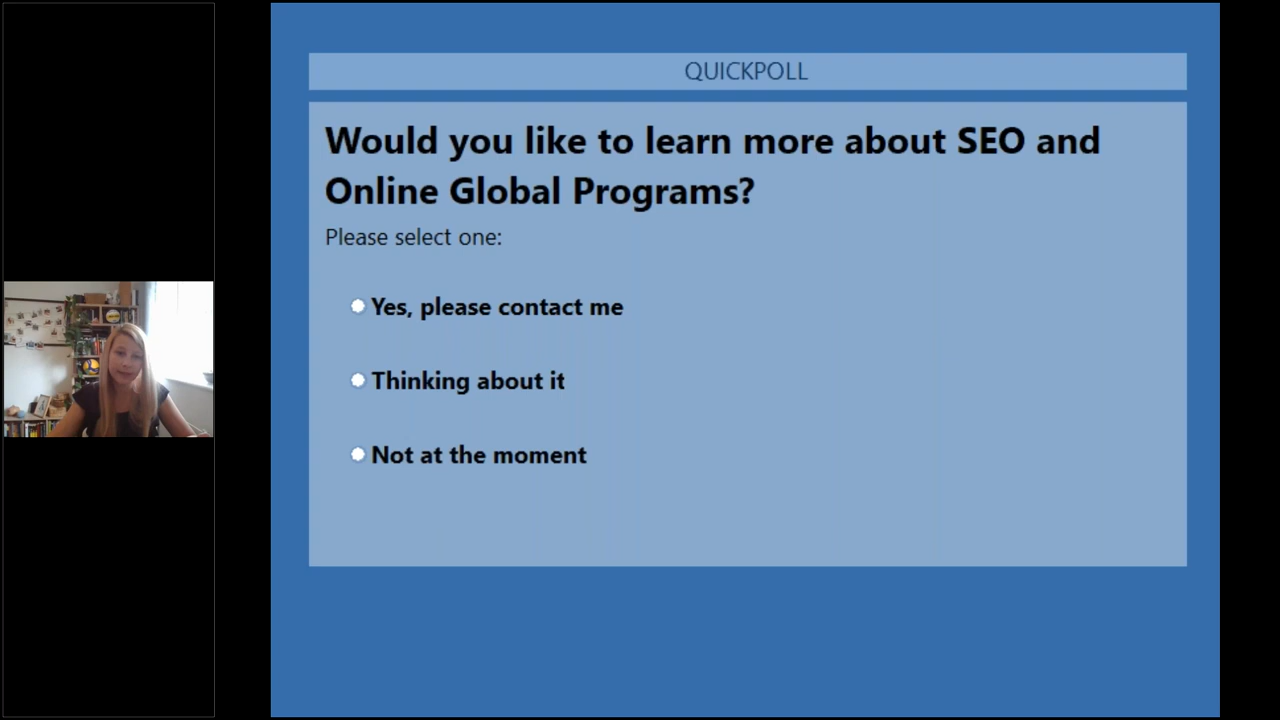 QUICKPOLL
Would you like to learn more about SEO and
Online Global Programs?
Please select one:
Yes, please contact me
Thinking about it
Not at the moment